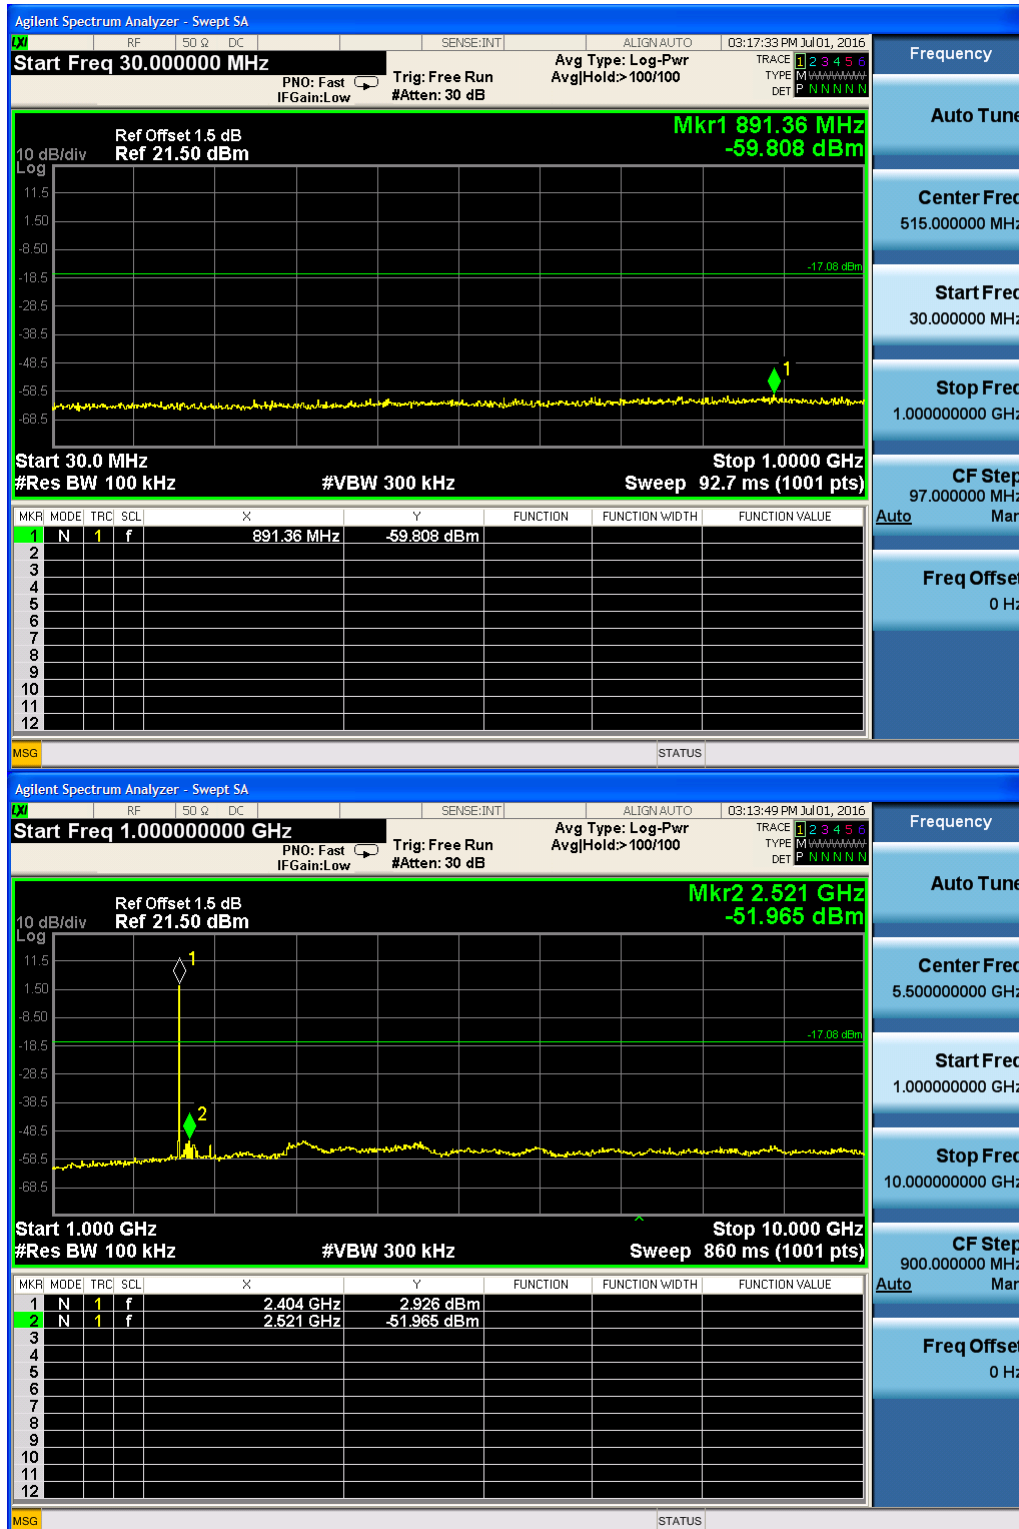 Agilent Spectrum Analyzer - Swept SA
LXI RF 50 Ω DC SENSE:INT ALIGN AUTO 03:17:33 PM Jul 01, 2016
Start Freq 30.000000 MHz
PNO: Fast
IFGain:Low
Trig: Free Run
#Atten: 30 dB
Avg Type: Log-Pwr
Avg|Hold:>100/100
TRACE 1 2 3 4 5 6
TYPE M
DET P N N N N N
Ref Offset 1.5 dB
10 dB/div Ref 21.50 dBm
Log
Mkr1 891.36 MHz
-59.808 dBm
11.5
1.50
-8.50
-17.08 dBm
-18.5
-28.5
-38.5
-48.5
1
-58.5
-68.5
Start 30.0 MHz Stop 1.0000 GHz
#Res BW 100 kHz #VBW 300 kHz Sweep 92.7 ms (1001 pts)
MKR MODE TRC SCL X Y FUNCTION FUNCTION WIDTH FUNCTION VALUE
1 N 1 f 891.36 MHz -59.808 dBm
2
3
4
5
6
7
8
9
10
11
12
MSG STATUS
Frequency
Auto Tune
Center Freq
515.000000 MHz
Start Freq
30.000000 MHz
Stop Freq
1.000000000 GHz
CF Step
97.000000 MHz
Auto Man
Freq Offset
0 Hz
Agilent Spectrum Analyzer - Swept SA
LXI RF 50 Ω DC SENSE:INT ALIGN AUTO 03:13:49 PM Jul 01, 2016
Start Freq 1.000000000 GHz
PNO: Fast
IFGain:Low
Trig: Free Run
#Atten: 30 dB
Avg Type: Log-Pwr
Avg|Hold:>100/100
TRACE 1 2 3 4 5 6
TYPE M
DET P N N N N N
Ref Offset 1.5 dB
10 dB/div Ref 21.50 dBm
Log
Mkr2 2.521 GHz
-51.965 dBm
11.5
1
1.50
-8.50
-17.08 dBm
-18.5
-28.5
-38.5
2
-48.5
-58.5
-68.5
Start 1.000 GHz Stop 10.000 GHz
#Res BW 100 kHz #VBW 300 kHz Sweep 860 ms (1001 pts)
MKR MODE TRC SCL X Y FUNCTION FUNCTION WIDTH FUNCTION VALUE
1 N 1 f 2.404 GHz 2.926 dBm
2 N 1 f 2.521 GHz -51.965 dBm
3
4
5
6
7
8
9
10
11
12
MSG STATUS
Frequency
Auto Tune
Center Freq
5.500000000 GHz
Start Freq
1.000000000 GHz
Stop Freq
10.000000000 GHz
CF Step
900.000000 MHz
Auto Man
Freq Offset
0 Hz